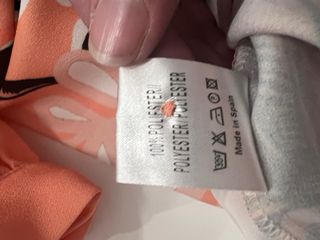 100% POLYESTER/
POLYESTER/POLYESTER
Made in Spain